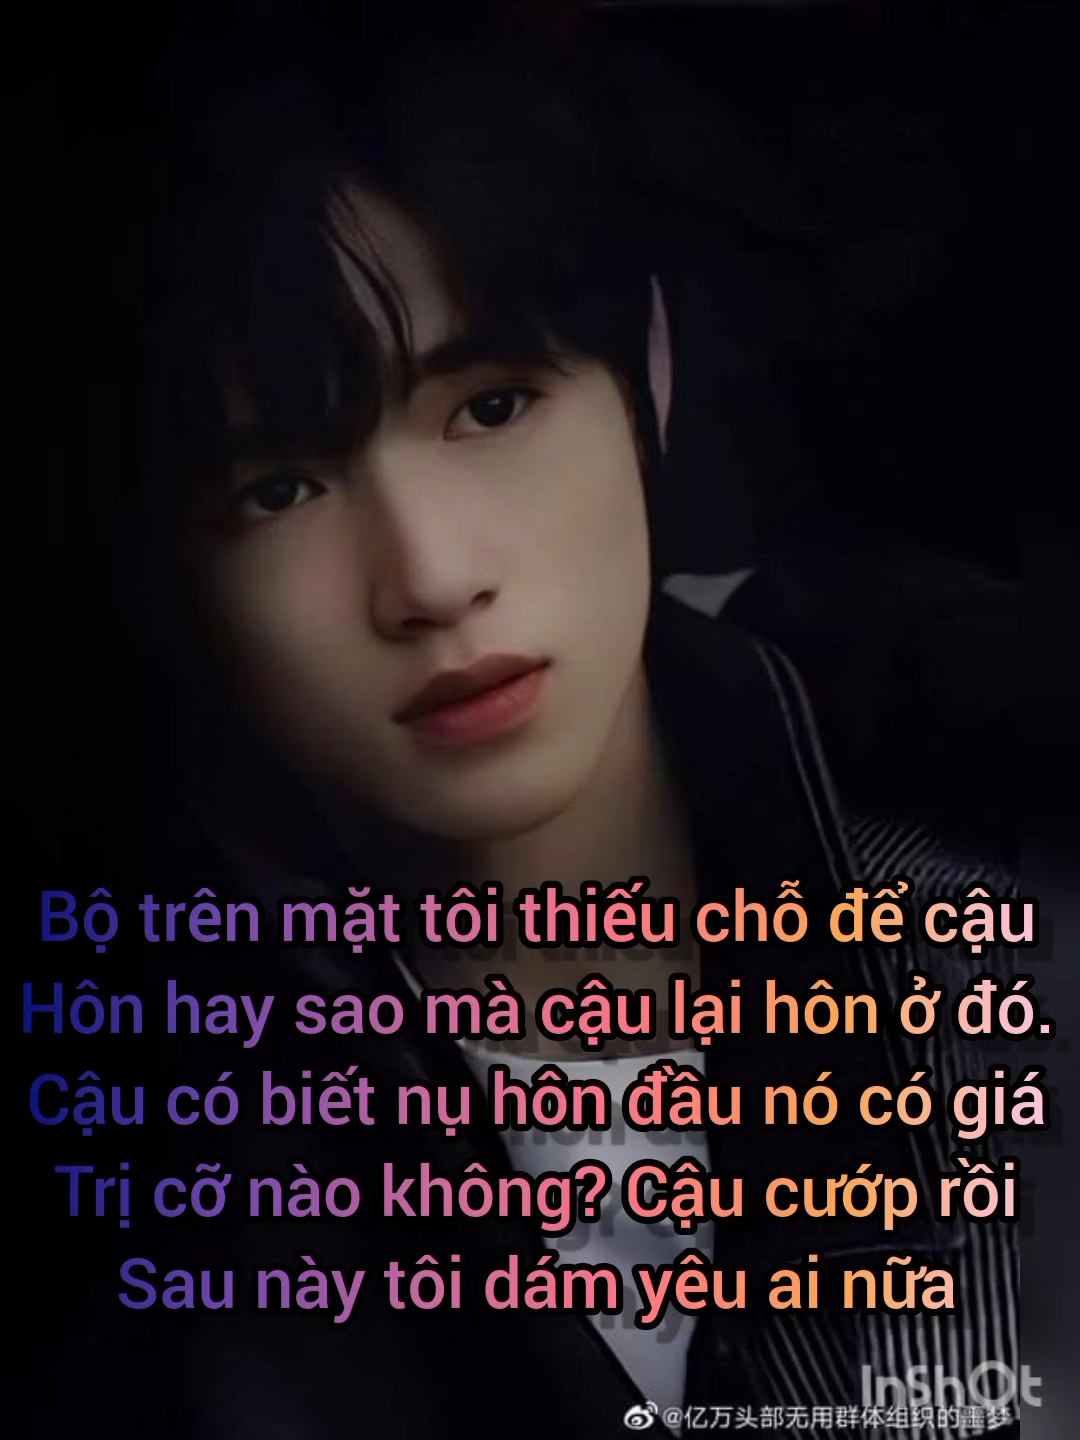 Bộ trên mặt tôi thiếu chỗ để cậu
Hôn hay sao mà cậu lại hôn ở đó.
Cậu có biết nụ hôn đầu nó có giá
Trị cỡ nào không? Cậu cướp rồi
Sau này tôi dám yêu ai nữa
InShOt
@亿万头部无用群体组织的噩梦